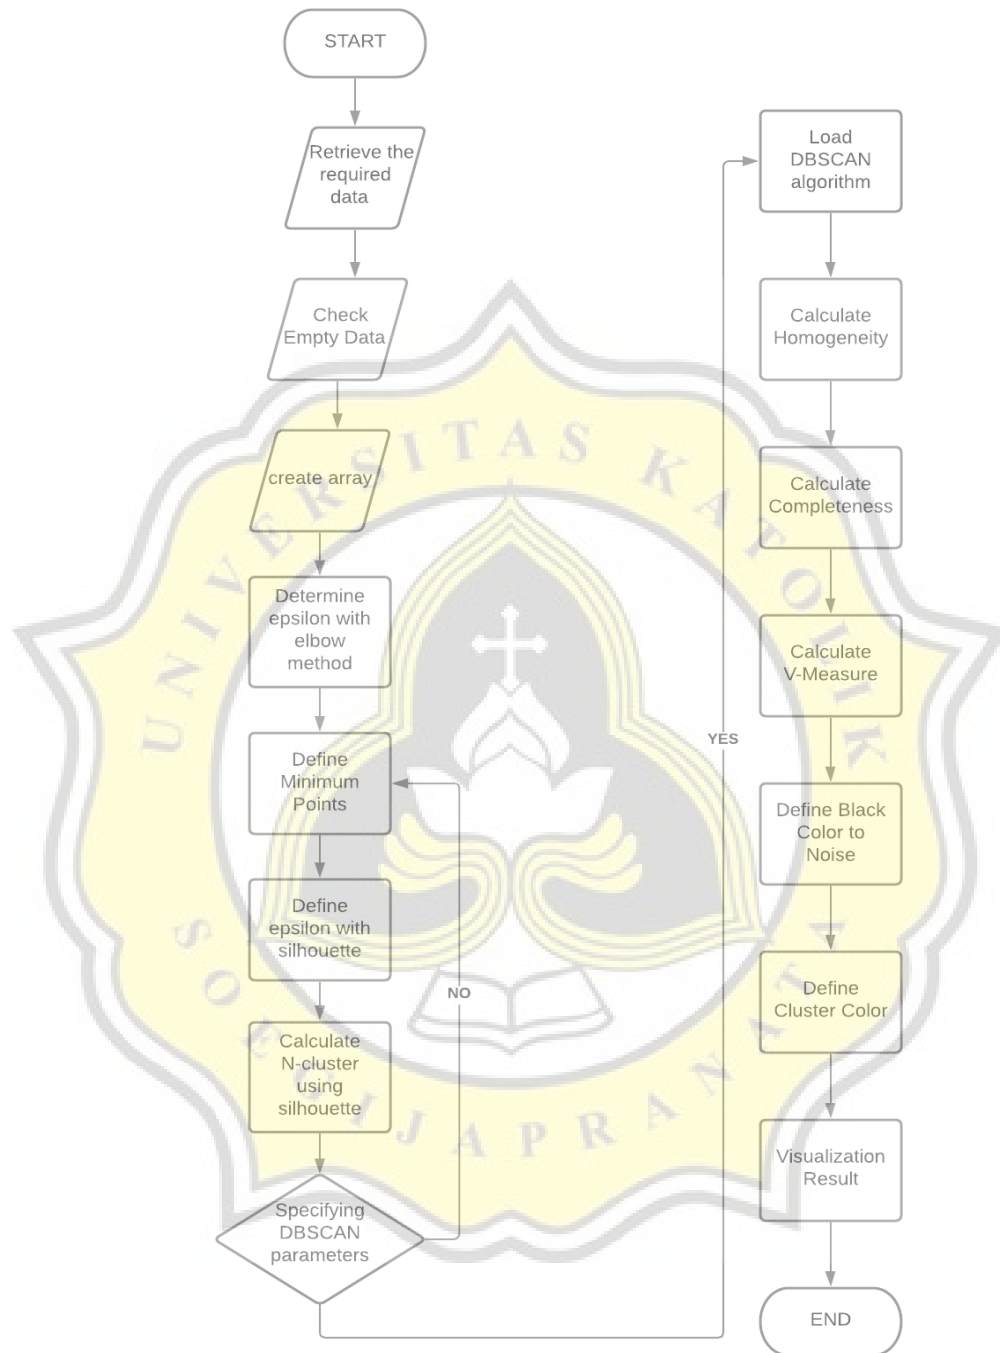 START
Retrieve the
required
data
Check
Empty Data
create array
Determine
epsilon with
elbow
method
Define
Minimum
Points
Define
epsilon with
silhouette
Calculate
N-cluster
using
silhouette
Specifying
DBSCAN
parameters
NO
YES
Load
DBSCAN
algorithm
Calculate
Homogeneity
Calculate
Completeness
Calculate
V-Measure
Define Black
Color to
Noise
Define
Cluster Color
Visualization
Result
END
UNIVERSITAS KATOLIK
SOEGIJAPRANATA